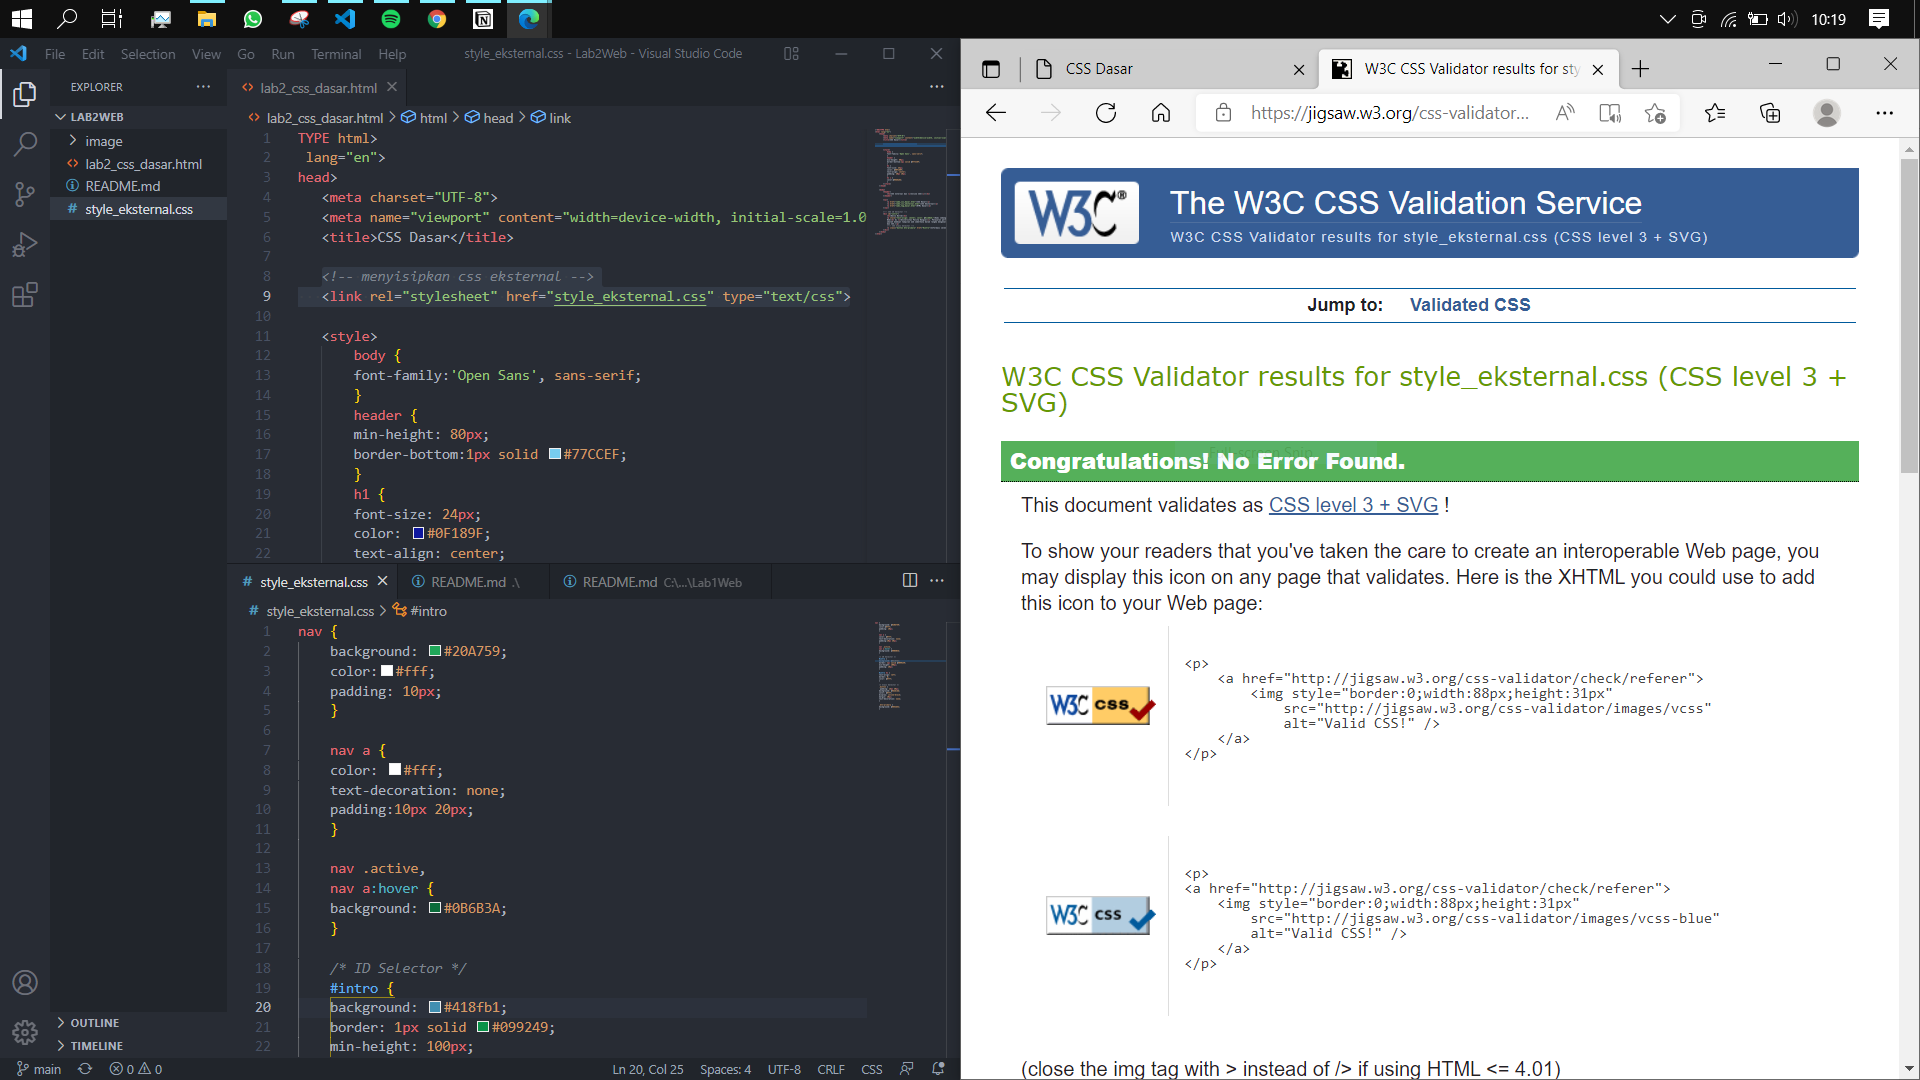 10:19
File Edit Selection View Go Run Terminal Help
style_eksternal.css - Lab2Web - Visual Studio Code
EXPLORER
LAB2WEB
image
lab2_css_dasar.html
README.md
style_eksternal.css
OUTLINE
TIMELINE
lab2_css_dasar.html
lab2_css_dasar.html > html > head > link
1 TYPE html>
2 lang="en">
3 head>
4 <meta charset="UTF-8">
5 <meta name="viewport" content="width=device-width, initial-scale=1.0
6 <title>CSS Dasar</title>
7
8 <!-- menyisipkan css eksternal -->
9 <link rel="stylesheet" href="style_eksternal.css" type="text/css">
10
11 <style>
12 body {
13 font-family:'Open Sans', sans-serif;
14 }
15 header {
16 min-height: 80px;
17 border-bottom:1px solid #77CCEF;
18 }
19 h1 {
20 font-size: 24px;
21 color: #0F189F;
22 text-align: center;
# style_eksternal.css README.md .\ README.md C:\...\Lab1Web
# style_eksternal.css > #intro
1 nav {
2 background: #20A759;
3 color: #fff;
4 padding: 10px;
5 }
6
7 nav a {
8 color: #fff;
9 text-decoration: none;
10 padding:10px 20px;
11 }
12
13 nav .active,
14 nav a:hover {
15 background: #0B6B3A;
16 }
17
18 /* ID Selector */
19 #intro {
20 background: #418fb1;
21 border: 1px solid #099249;
22 min-height: 100px;
main 0 0 Ln 20, Col 25 Spaces: 4 UTF-8 CRLF CSS
CSS Dasar
W3C CSS Validator results for sty
https://jigsaw.w3.org/css-validator...
W3C®
The W3C CSS Validation Service
W3C CSS Validator results for style_eksternal.css (CSS level 3 + SVG)
Jump to: Validated CSS
W3C CSS Validator results for style_eksternal.css (CSS level 3 +
SVG)
Congratulations! No Error Found.
This document validates as CSS level 3 + SVG !
To show your readers that you've taken the care to create an interoperable Web page, you
may display this icon on any page that validates. Here is the XHTML you could use to add
this icon to your Web page:
W3C css
<p>
<a href="http://jigsaw.w3.org/css-validator/check/referer">
<img style="border:0;width:88px;height:31px"
src="http://jigsaw.w3.org/css-validator/images/vcss"
alt="Valid CSS!" />
</a>
</p>
W3C css
<p>
<a href="http://jigsaw.w3.org/css-validator/check/referer">
<img style="border:0;width:88px;height:31px"
src="http://jigsaw.w3.org/css-validator/images/vcss-blue"
alt="Valid CSS!" />
</a>
</p>
(close the img tag with > instead of /> if using HTML <= 4.01)